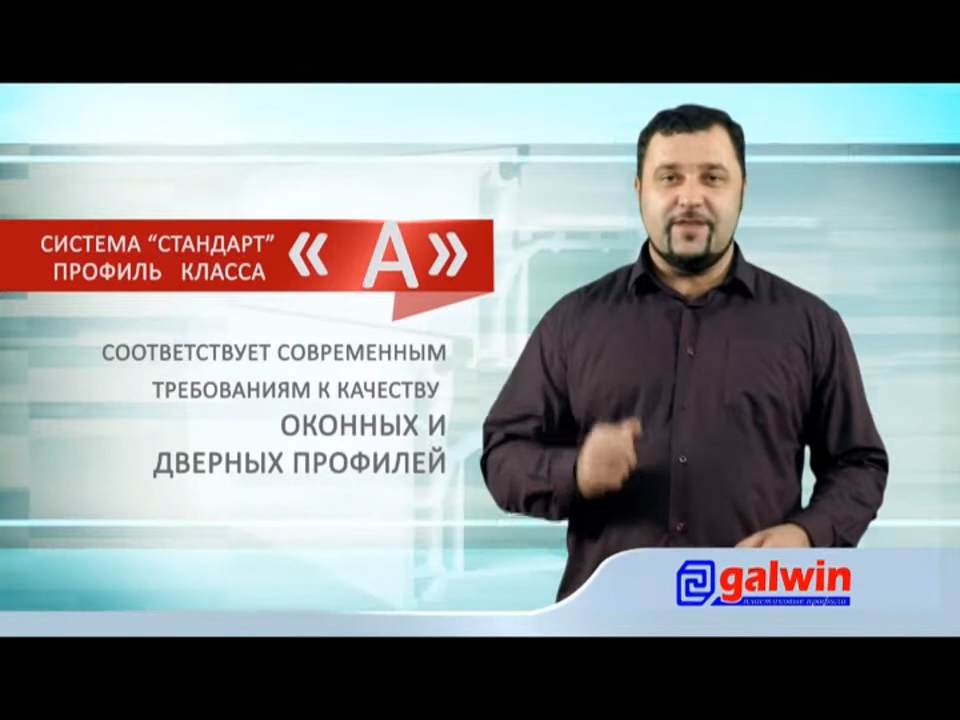 СИСТЕМА “СТАНДАРТ”
ПРОФИЛЬ КЛАССА
« А »
СООТВЕТСТВУЕТ СОВРЕМЕННЫМ
ТРЕБОВАНИЯМ К КАЧЕСТВУ
ОКОННЫХ И
ДВЕРНЫХ ПРОФИЛЕЙ
galwin
пластиковые профили